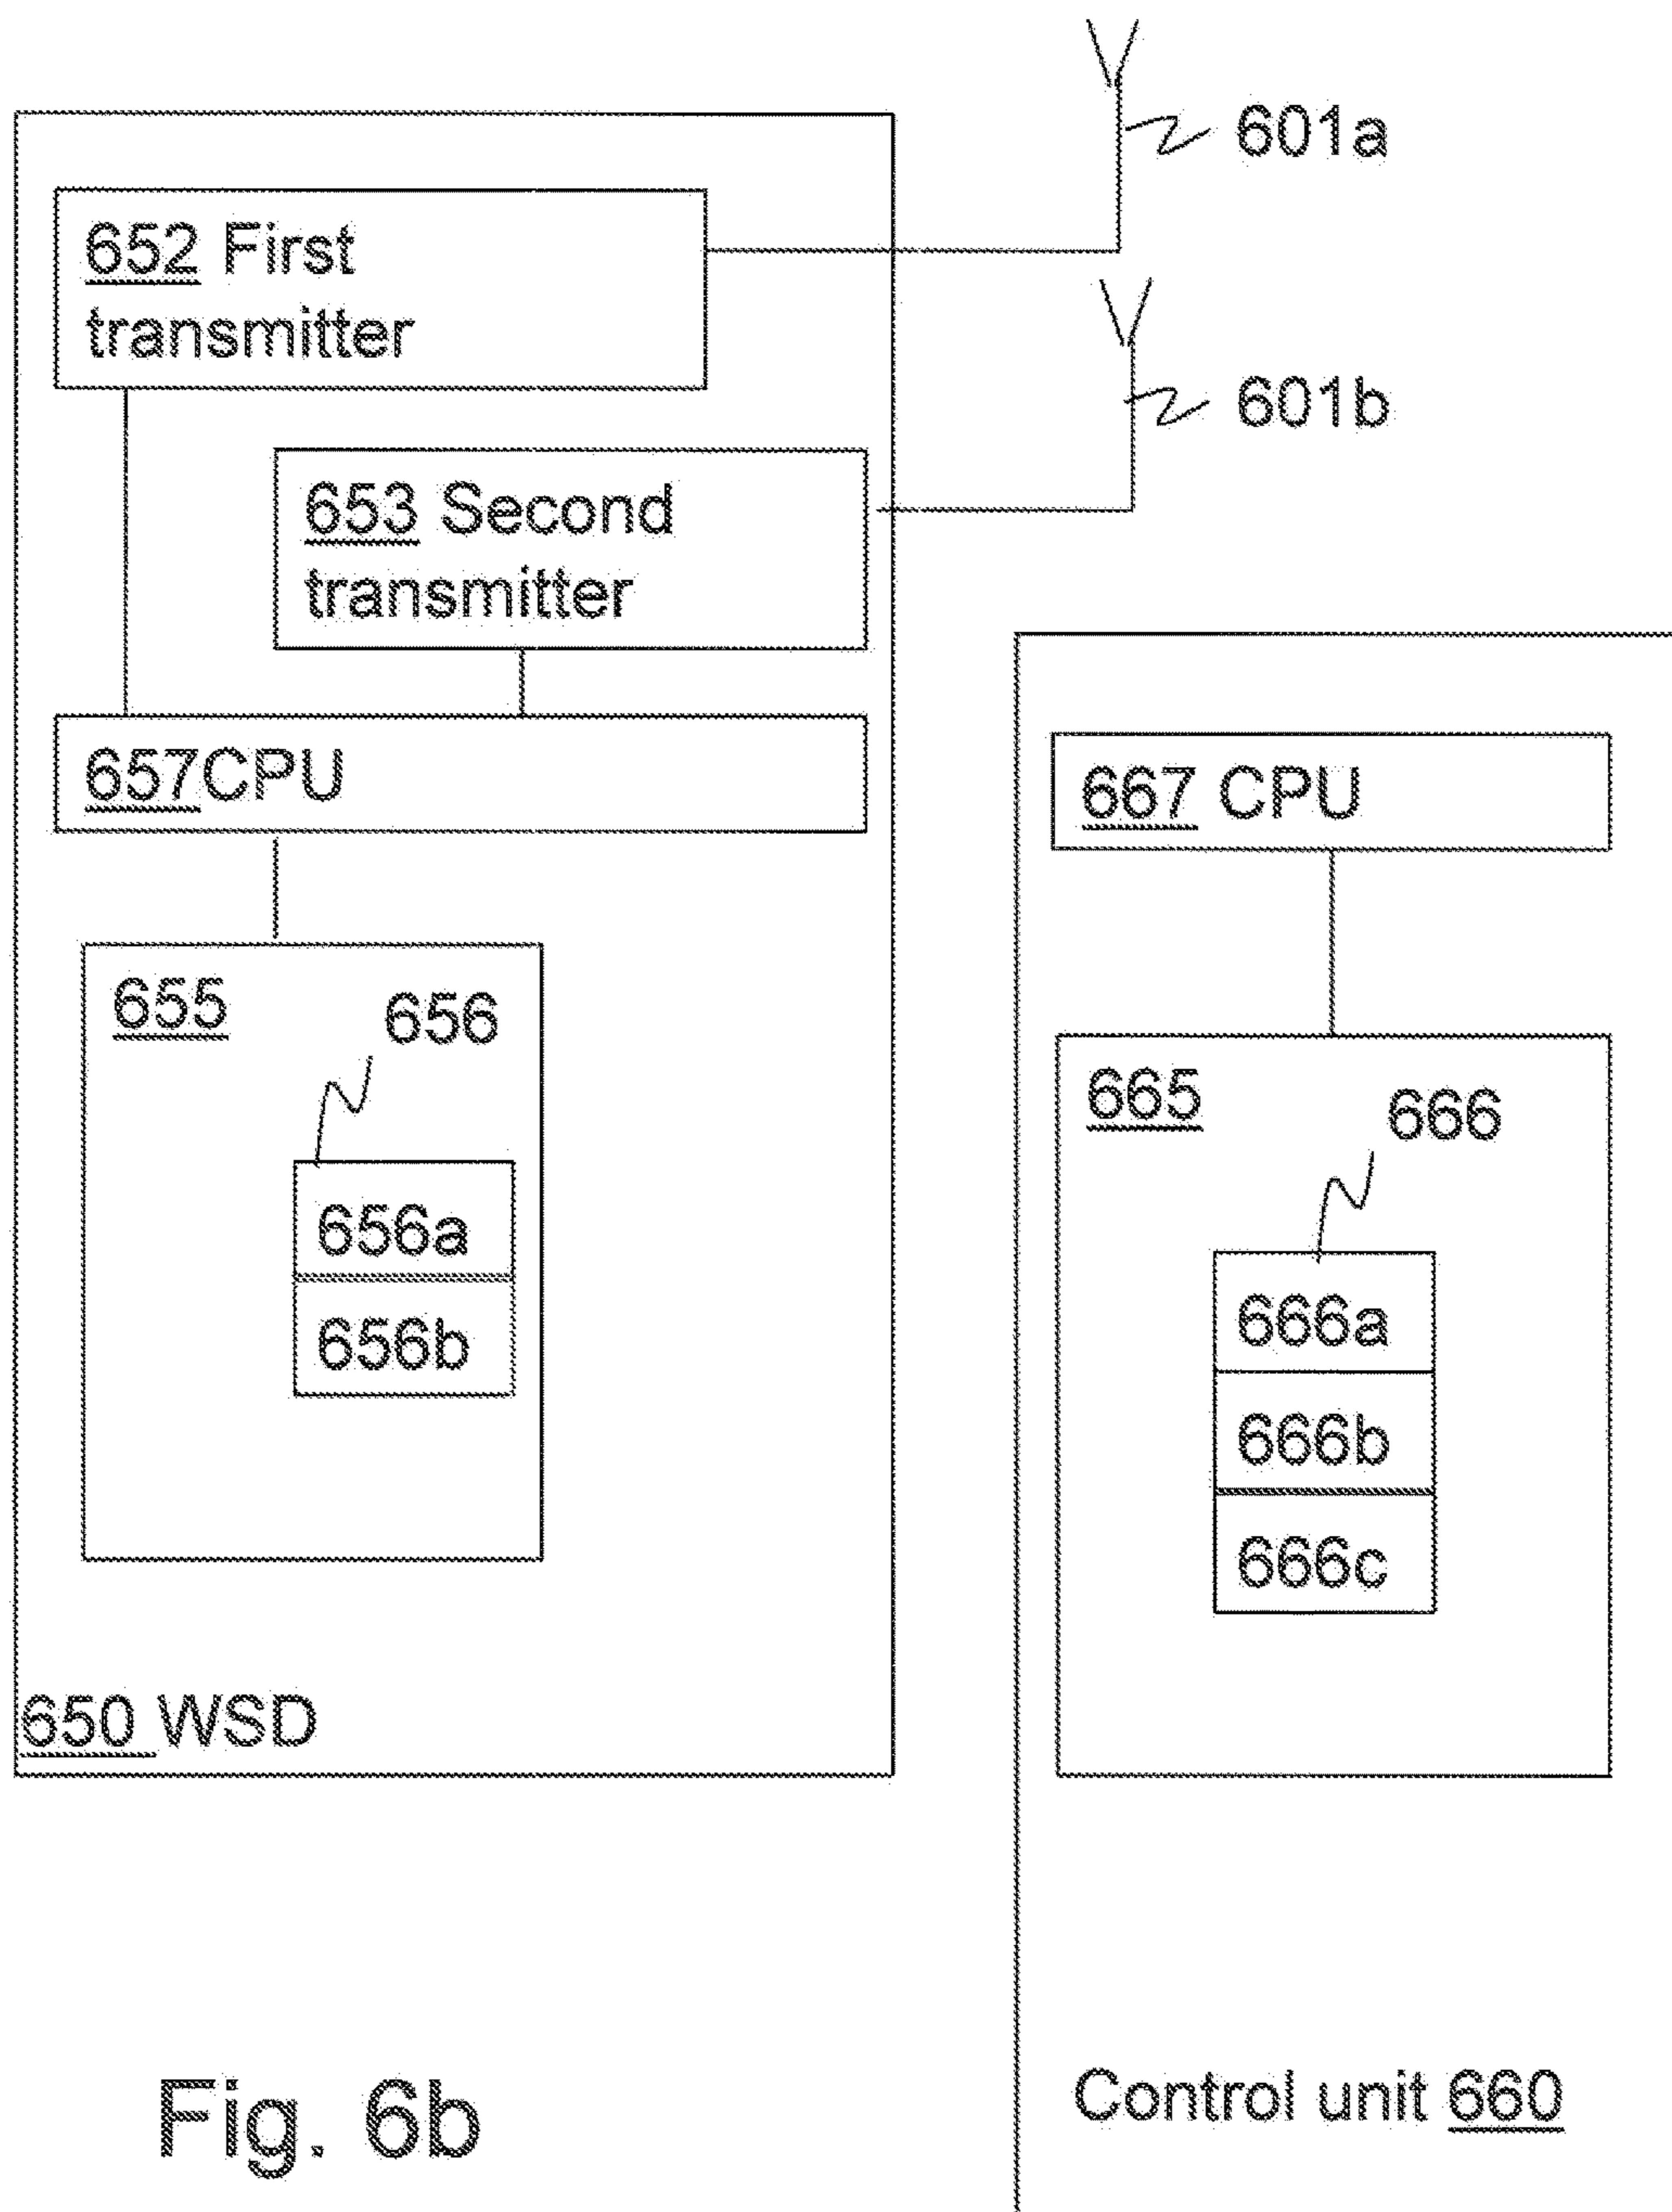 601a
652 First
transmitter
601b
653 Second
transmitter
657CPU
667 CPU
655
656
665
666
656a
656b
666a
666b
666c
650 WSD
Control unit 660
Fig. 6b